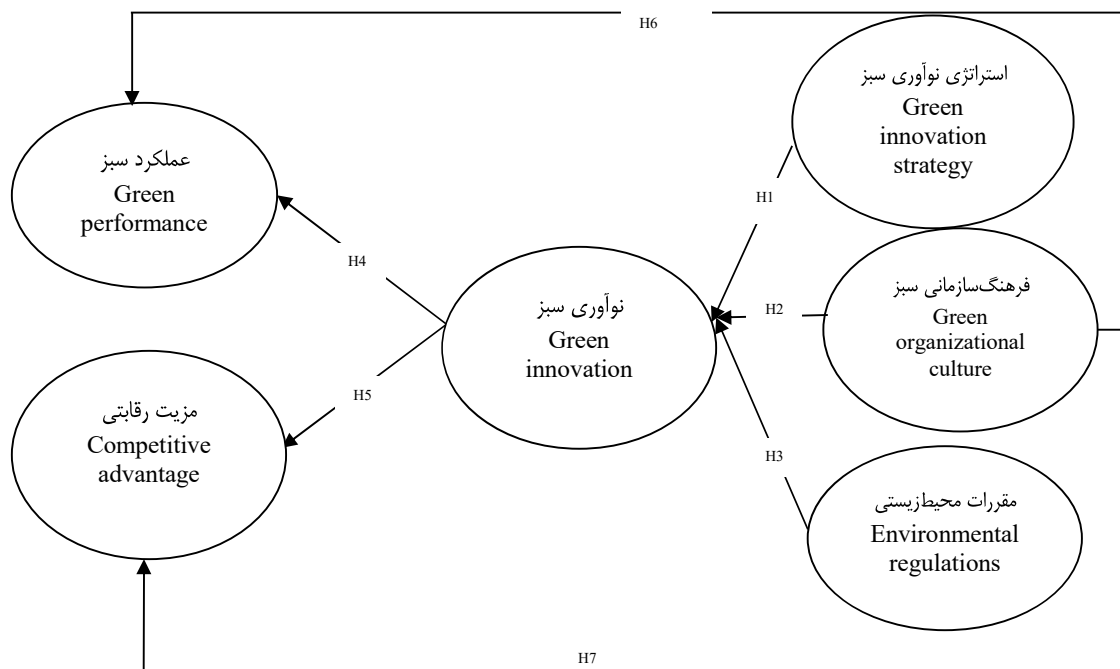 H6
استراتژی نوآوری سبز
Green
innovation
strategy
عملکرد سبز
Green
performance
H1
H4
نوآوری سبز
Green
innovation
H2
فرهنگ‌سازمانی سبز
Green
organizational
culture
H5
مزیت رقابتی
Competitive
advantage
H3
مقررات محیط‌زیستی
Environmental
regulations
H7